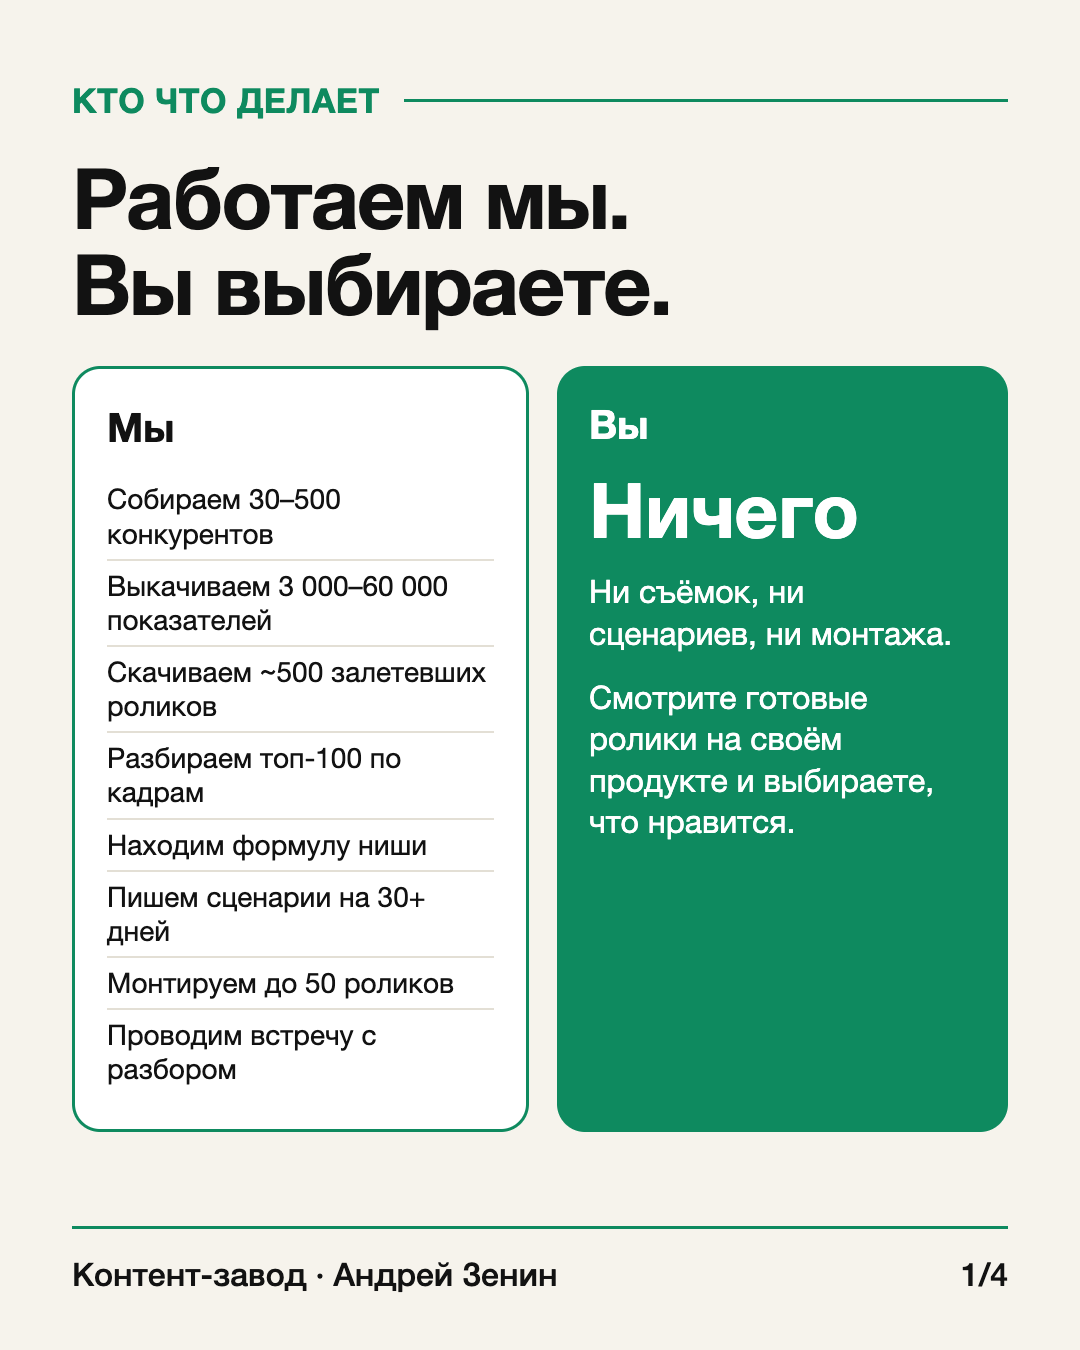 КТО ЧТО ДЕЛАЕТ
Работаем мы.
Вы выбираете.
Мы
Собираем 30–500
конкурентов
Выкачиваем 3 000–60 000
показателей
Скачиваем ~500 залетевших
роликов
Разбираем топ-100 по
кадрам
Находим формулу ниши
Пишем сценарии на 30+
дней
Монтируем до 50 роликов
Проводим встречу с
разбором
Вы
Ничего
Ни съёмок, ни
сценариев, ни монтажа.
Смотрите готовые
ролики на своём
продукте и выбираете,
что нравится.
Контент-завод · Андрей Зенин
1/4